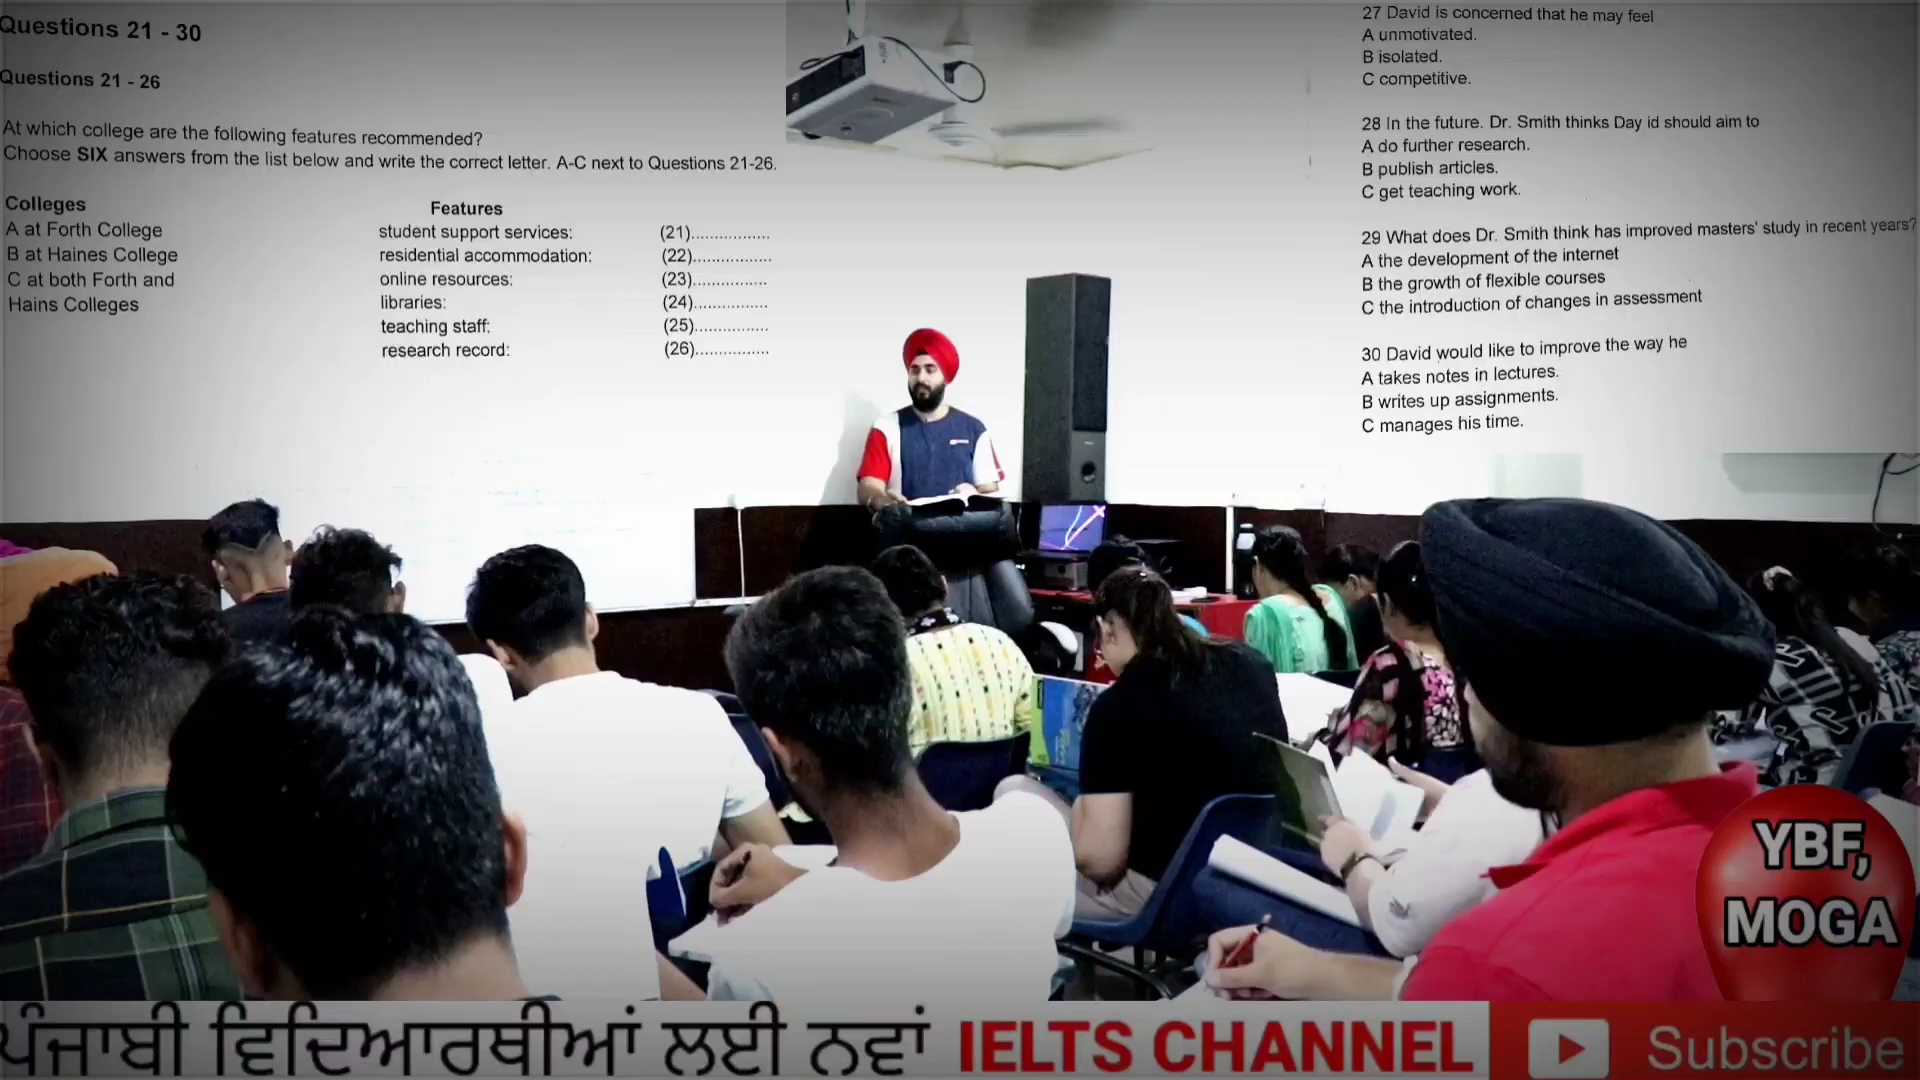 Questions 21 - 30
Questions 21 - 26
At which college are the following features recommended?
Choose SIX answers from the list below and write the correct letter. A-C next to Questions 21-26.
Colleges
A at Forth College
B at Haines College
C at both Forth and
Hains Colleges
Features
student support services: (21).................
residential accommodation: (22).................
online resources: (23)................
libraries: (24)................
teaching staff: (25)................
research record: (26)................
27 David is concerned that he may feel
A unmotivated.
B isolated.
C competitive.
28 In the future. Dr. Smith thinks Day id should aim to
A do further research.
B publish articles.
C get teaching work.
29 What does Dr. Smith think has improved masters' study in recent years?
A the development of the internet
B the growth of flexible courses
C the introduction of changes in assessment
30 David would like to improve the way he
A takes notes in lectures.
B writes up assignments.
C manages his time.
YBF,
MOGA
ਪੰਜਾਬੀ ਵਿਦਿਆਰਥੀਆਂ ਲਈ ਨਵਾਂ IELTS CHANNEL Subscribe